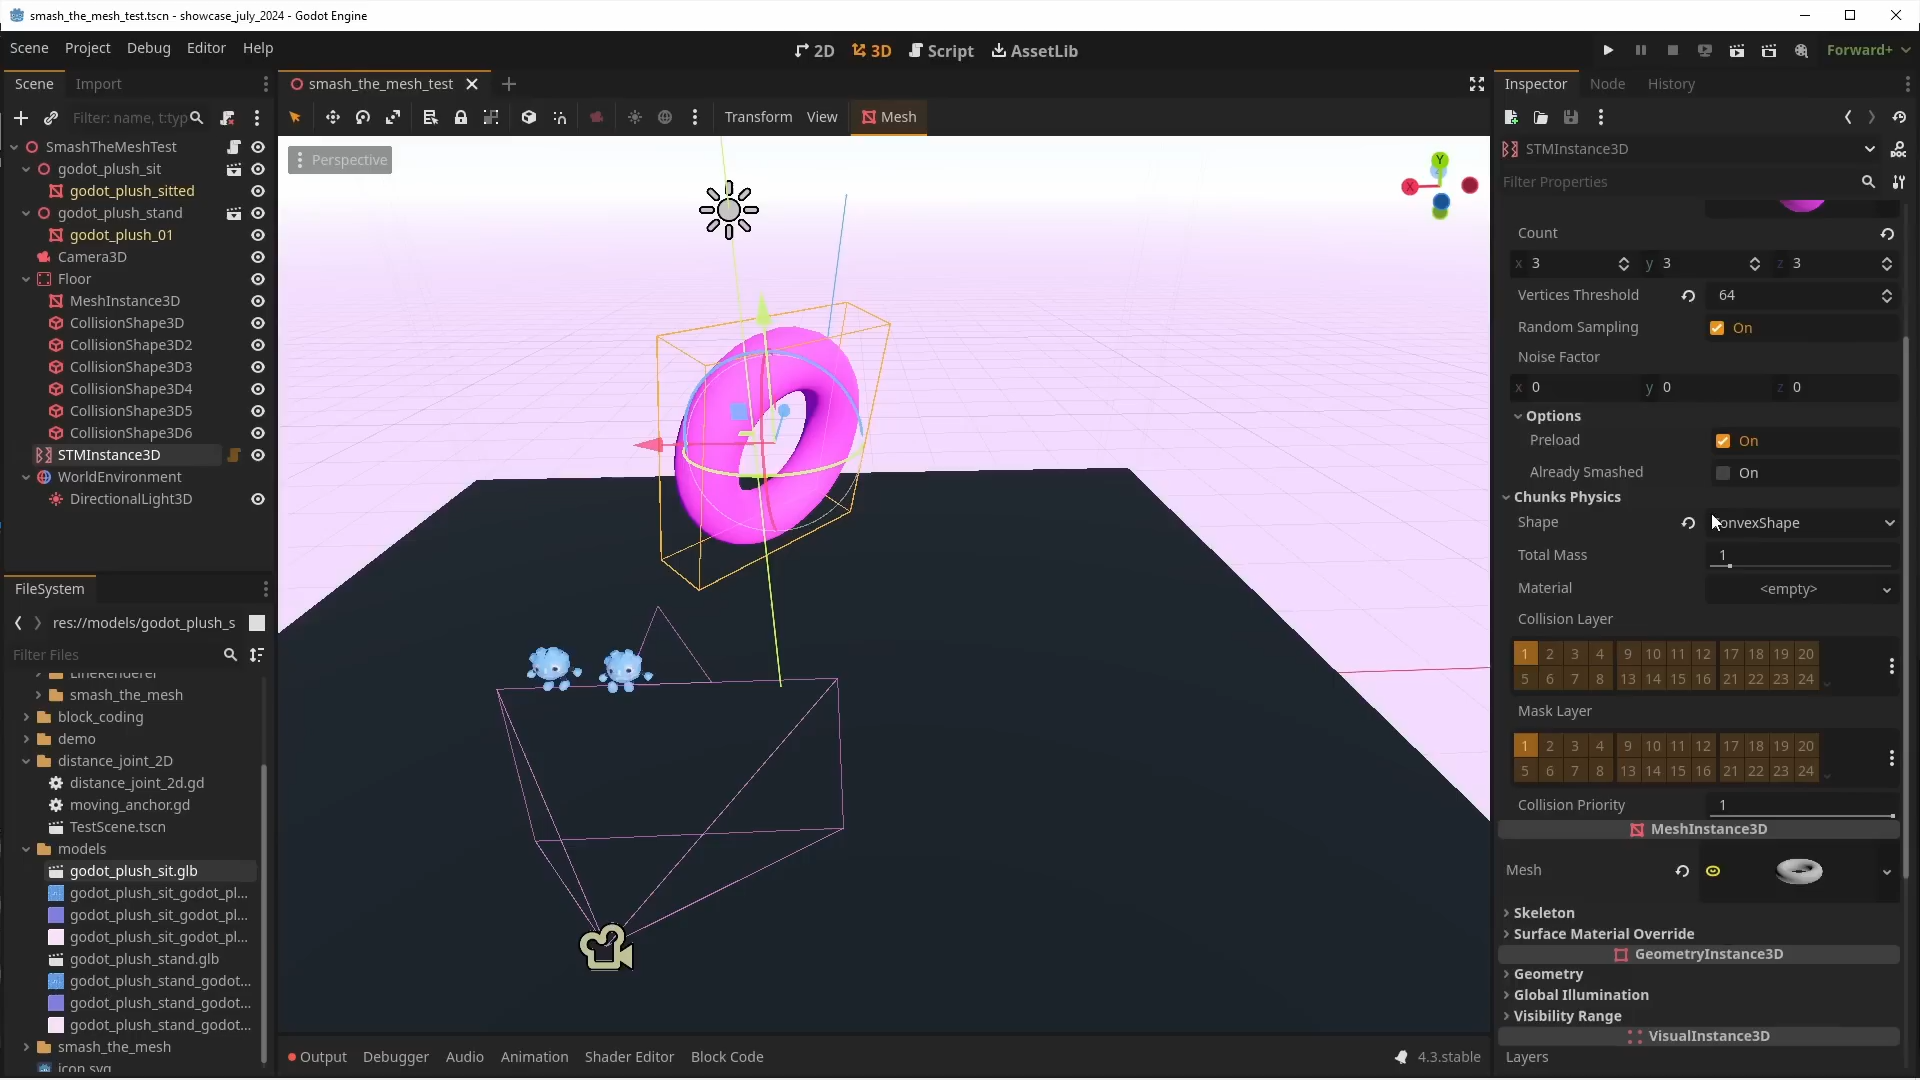 smash_the_mesh_test.tscn - showcase_july_2024 - Godot Engine
Scene Project Debug Editor Help
2D 3D Script AssetLib
Forward+
Scene Import
Filter: name, t:typ
SmashTheMeshTest
godot_plush_sit
godot_plush_sitted
godot_plush_stand
godot_plush_01
Camera3D
Floor
MeshInstance3D
CollisionShape3D
CollisionShape3D2
CollisionShape3D3
CollisionShape3D4
CollisionShape3D5
CollisionShape3D6
STMInstance3D
WorldEnvironment
DirectionalLight3D
FileSystem
res://models/godot_plush_s
Filter Files
LineRenderer
smash_the_mesh
block_coding
demo
distance_joint_2D
distance_joint_2d.gd
moving_anchor.gd
TestScene.tscn
models
godot_plush_sit.glb
godot_plush_sit_godot_pl...
godot_plush_sit_godot_pl...
godot_plush_sit_godot_pl...
godot_plush_stand.glb
godot_plush_stand_godot...
godot_plush_stand_godot...
godot_plush_stand_godot...
smash_the_mesh
icon.svg
smash_the_mesh_test
Transform View Mesh
Perspective
Y
X
Output Debugger Audio Animation Shader Editor Block Code
4.3.stable
Inspector Node History
STMInstance3D
Filter Properties
Count
x 3 y 3 z 3
Vertices Threshold 64
Random Sampling On
Noise Factor
x 0 y 0 z 0
Options
Preload On
Already Smashed On
Chunks Physics
Shape onvexShape
Total Mass 1
Material <empty>
Collision Layer
1 2 3 4 9 10 11 12 17 18 19 20
5 6 7 8 13 14 15 16 21 22 23 24
Mask Layer
1 2 3 4 9 10 11 12 17 18 19 20
5 6 7 8 13 14 15 16 21 22 23 24
Collision Priority 1
MeshInstance3D
Mesh
Skeleton
Surface Material Override
GeometryInstance3D
Geometry
Global Illumination
Visibility Range
VisualInstance3D
Layers